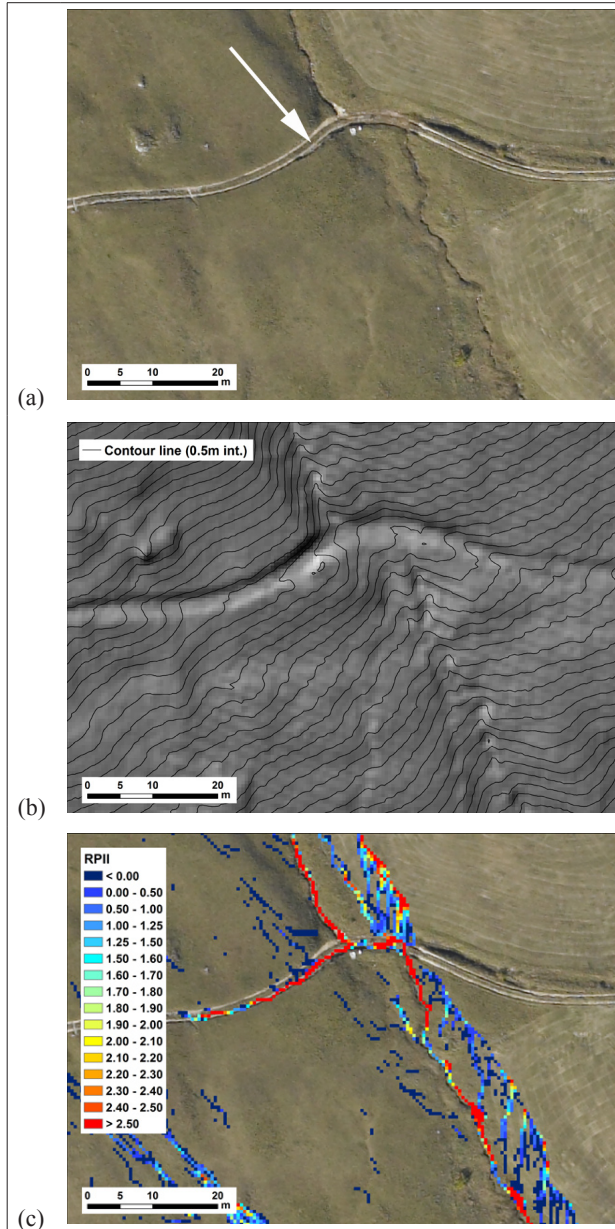 0 5 10 20
m
(a)
Contour line (0.5m int.)
0 5 10 20
m
(b)
RPII
< 0.00
0.00 - 0.50
0.50 - 1.00
1.00 - 1.25
1.25 - 1.50
1.50 - 1.60
1.60 - 1.70
1.70 - 1.80
1.80 - 1.90
1.90 - 2.00
2.00 - 2.10
2.10 - 2.20
2.20 - 2.30
2.30 - 2.40
2.40 - 2.50
> 2.50
0 5 10 20
m
(c)